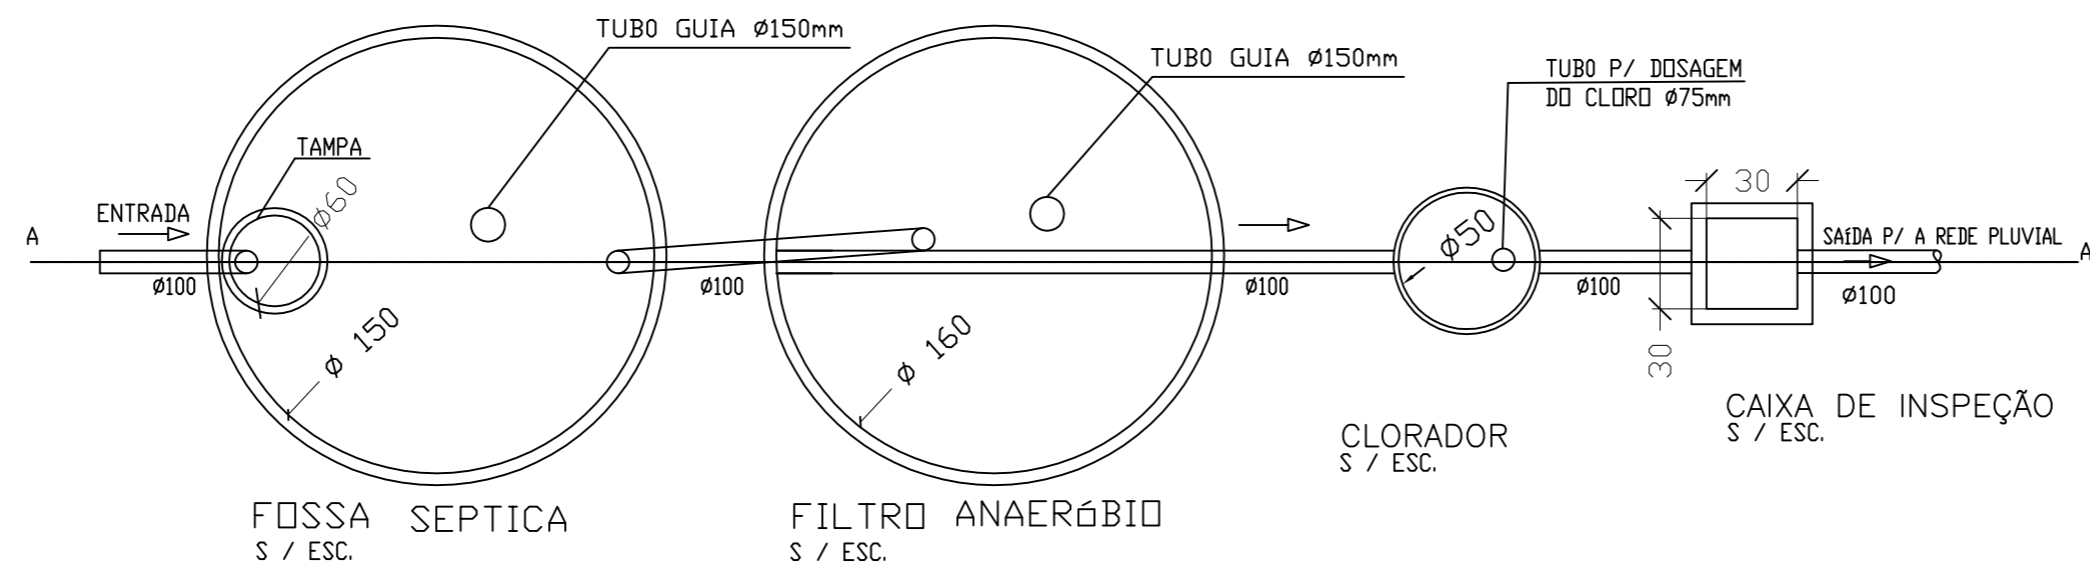 TUBO GUIA Ø150mm
TUBO GUIA Ø150mm
TUBO P/ DOSAGEM
DO CLORO Ø75mm
TAMPA
Ø60
30
ENTRADA
A
Ø50
SAíDA P/ A REDE PLUVIAL
A
Ø100
Ø100
Ø100
Ø100
Ø100
Ø 150
Ø 160
30
CAIXA DE INSPEÇÃO
S / ESC.
CLORADOR
S / ESC.
FOSSA SEPTICA
S / ESC.
FILTRO ANAERóBIO
S / ESC.